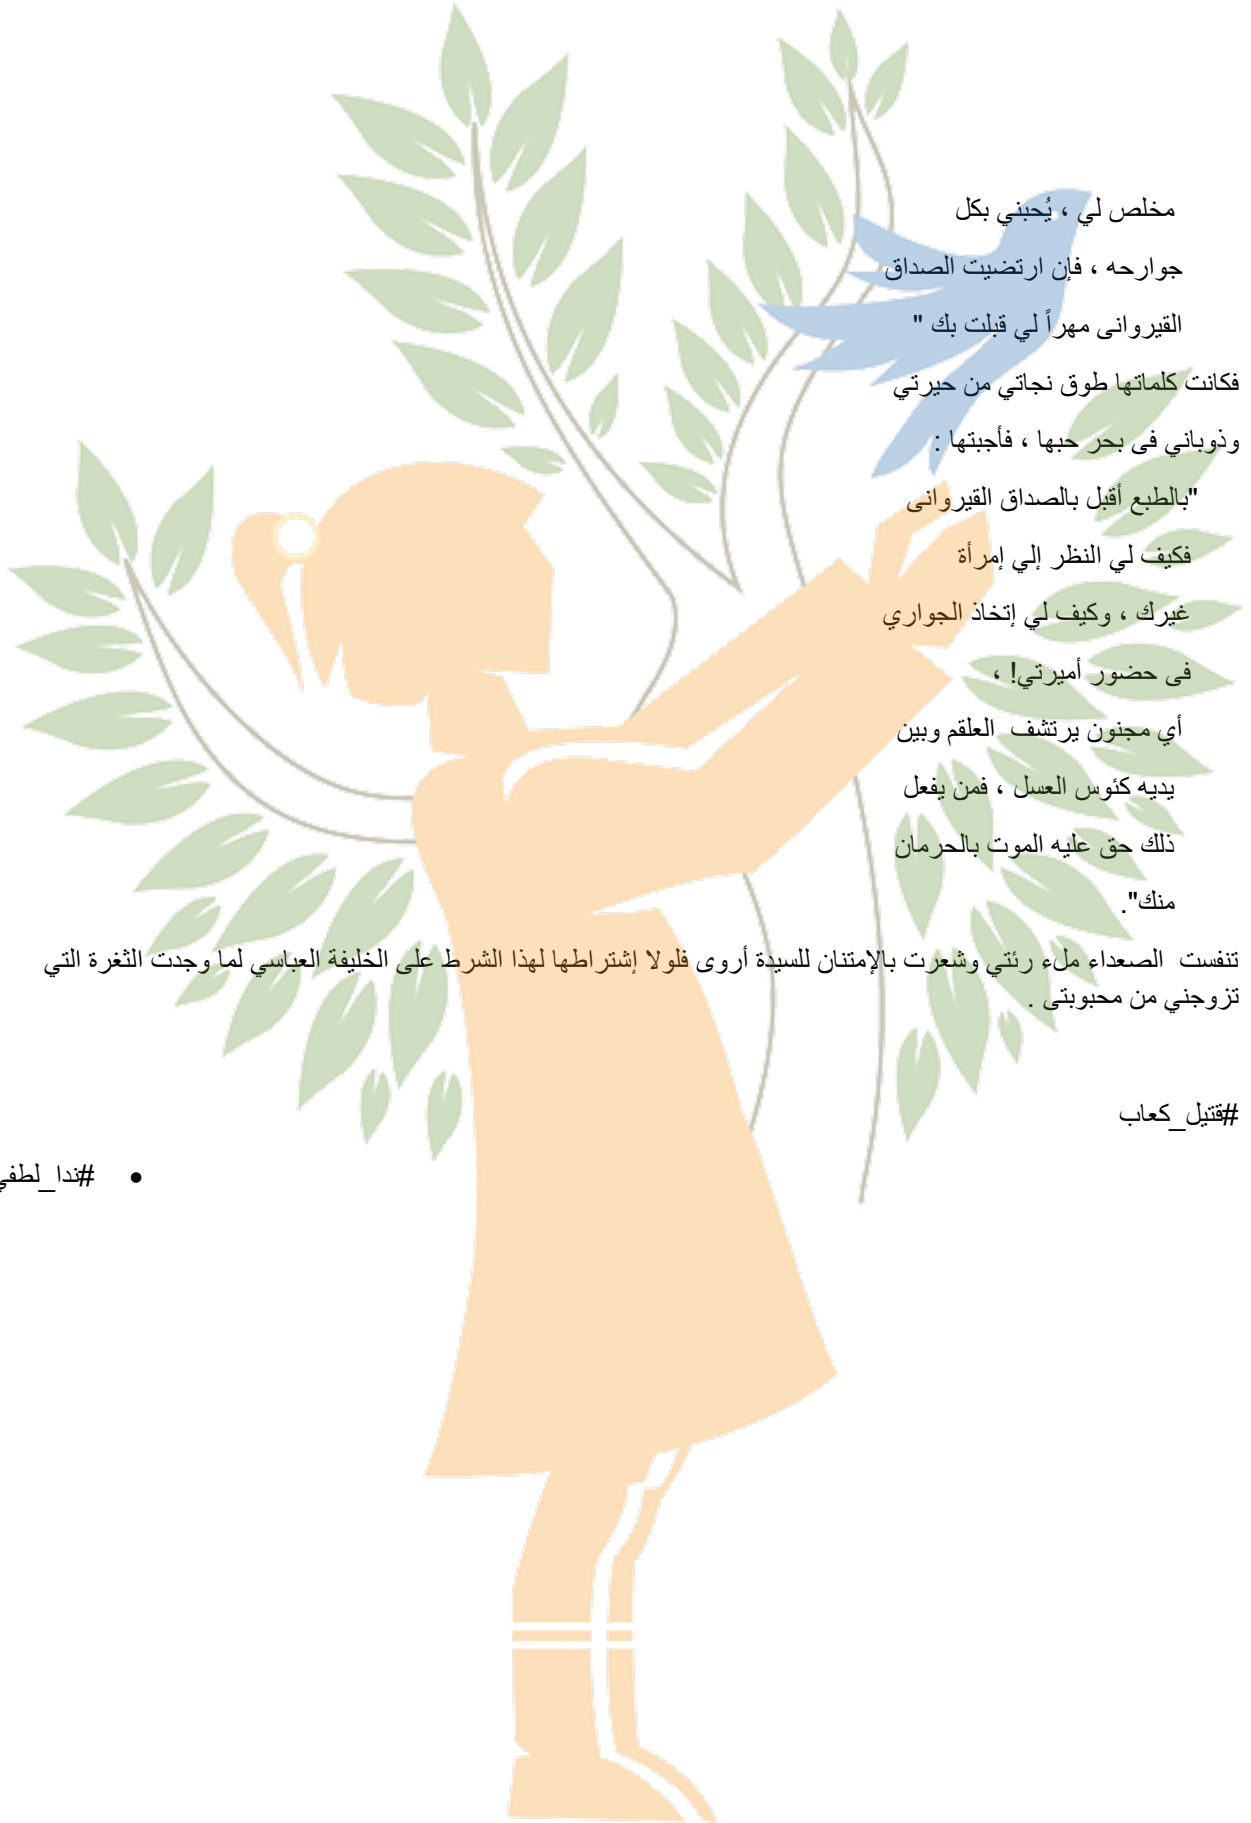 مخلص لي ، يُحبني بكل
جوارحه ، فإن ارتضيت الصداق
القيروانى مهراً لي قبلت بك "
فكانت كلماتها طوق نجاتي من حيرتي
وذوباني فى بحر حبها ، فأجبتها :
"بالطبع أقبل بالصداق القيروانى
فكيف لي النظر إلي إمرأة
غيرك ، وكيف لي إتخاذ الجواري
فى حضور أميرتي! ،
أي مجنون يرتشف العلقم وبين
يديه كئوس العسل ، فمن يفعل
ذلك حق عليه الموت بالحرمان
منك".
تنفست الصعداء ملء رئتي وشعرت بالإمتنان للسيدة أروى فلولا إشتراطها لهذا الشرط على الخليفة العباسي لما وجدت الثغرة التي
تزوجني من محبوبتى .
#قتيل_كعاب
• #ندا_لطفي